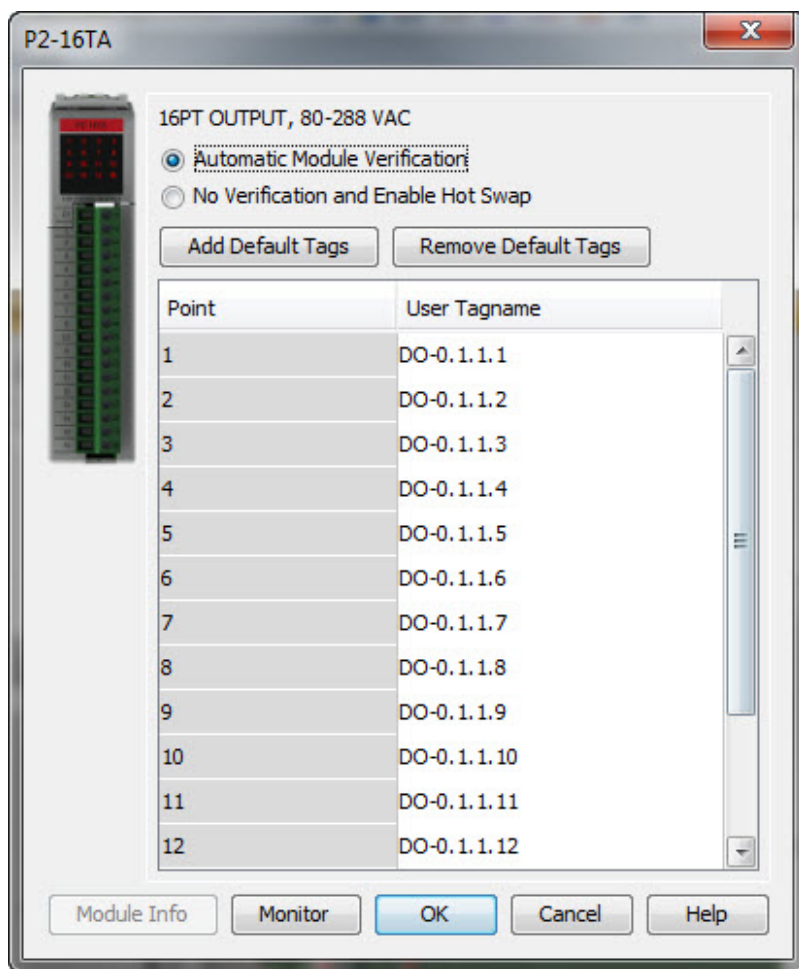 P2-16TA
16PT OUTPUT, 80-288 VAC
Automatic Module Verification
No Verification and Enable Hot Swap
Add Default Tags Remove Default Tags
Point User Tagname
1 DO-0.1.1.1
2 DO-0.1.1.2
3 DO-0.1.1.3
4 DO-0.1.1.4
5 DO-0.1.1.5
6 DO-0.1.1.6
7 DO-0.1.1.7
8 DO-0.1.1.8
9 DO-0.1.1.9
10 DO-0.1.1.10
11 DO-0.1.1.11
12 DO-0.1.1.12
Module Info Monitor OK Cancel Help